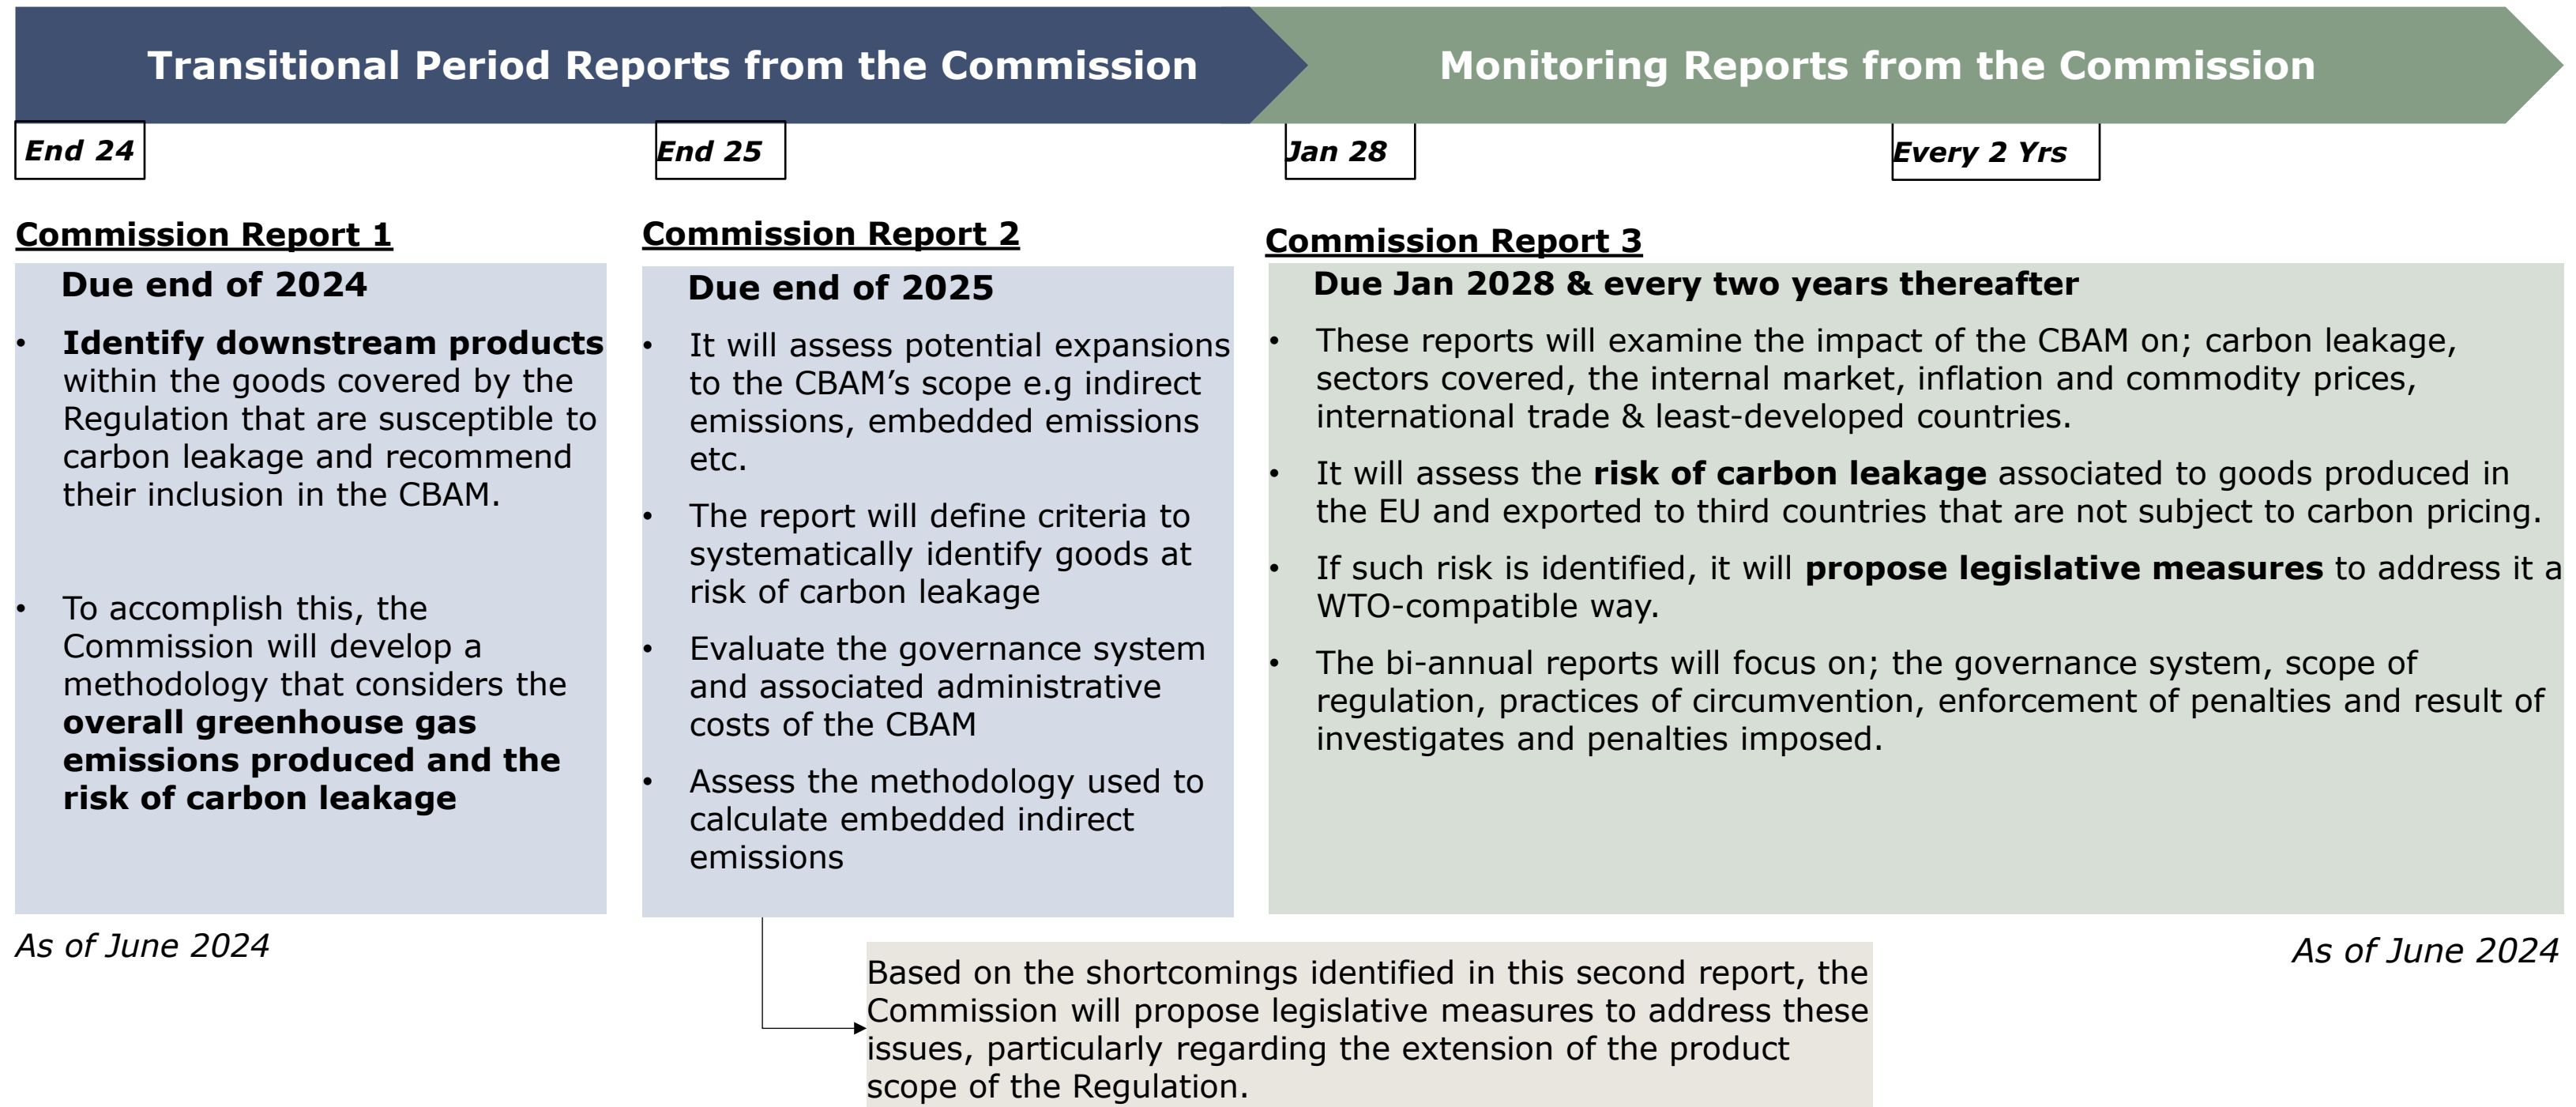 Transitional Period Reports from the Commission
Monitoring Reports from the Commission
End 24
End 25
Jan 28
Every 2 Yrs
Commission Report 1
Due end of 2024
• Identify downstream products
within the goods covered by the
Regulation that are susceptible to
carbon leakage and recommend
their inclusion in the CBAM.
• To accomplish this, the
Commission will develop a
methodology that considers the
overall greenhouse gas
emissions produced and the
risk of carbon leakage
As of June 2024
Commission Report 2
Due end of 2025
• It will assess potential expansions
to the CBAM’s scope e.g indirect
emissions, embedded emissions
etc.
• The report will define criteria to
systematically identify goods at
risk of carbon leakage
• Evaluate the governance system
and associated administrative
costs of the CBAM
• Assess the methodology used to
calculate embedded indirect
emissions
Based on the shortcomings identified in this second report, the
Commission will propose legislative measures to address these
issues, particularly regarding the extension of the product
scope of the Regulation.
Commission Report 3
Due Jan 2028 & every two years thereafter
• These reports will examine the impact of the CBAM on; carbon leakage,
sectors covered, the internal market, inflation and commodity prices,
international trade & least-developed countries.
• It will assess the risk of carbon leakage associated to goods produced in
the EU and exported to third countries that are not subject to carbon pricing.
• If such risk is identified, it will propose legislative measures to address it a
WTO-compatible way.
• The bi-annual reports will focus on; the governance system, scope of
regulation, practices of circumvention, enforcement of penalties and result of
investigates and penalties imposed.
As of June 2024